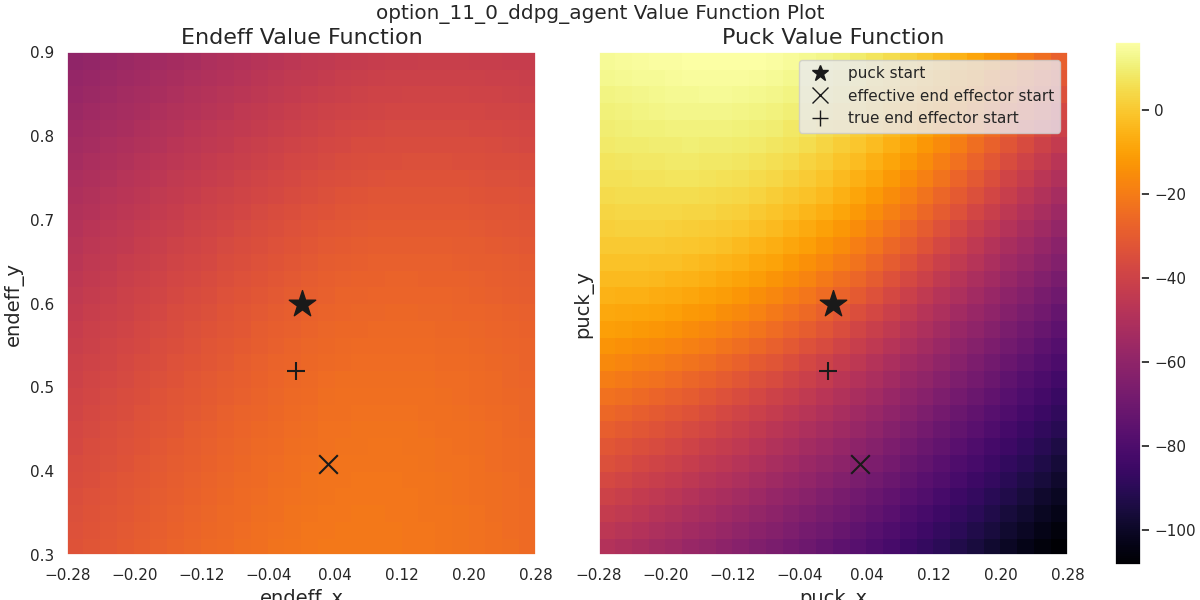 option_11_0_ddpg_agent Value Function Plot
Endeff Value Function
Puck Value Function
puck start
effective end effector start
true end effector start
0.9
0.8
0.7
0.6
0.5
0.4
0.3
endeff_y
puck_y
−0.28 −0.20 −0.12 −0.04 0.04 0.12 0.20 0.28
−0.28 −0.20 −0.12 −0.04 0.04 0.12 0.20 0.28
endeff_x
puck_x
0
−20
−40
−60
−80
−100